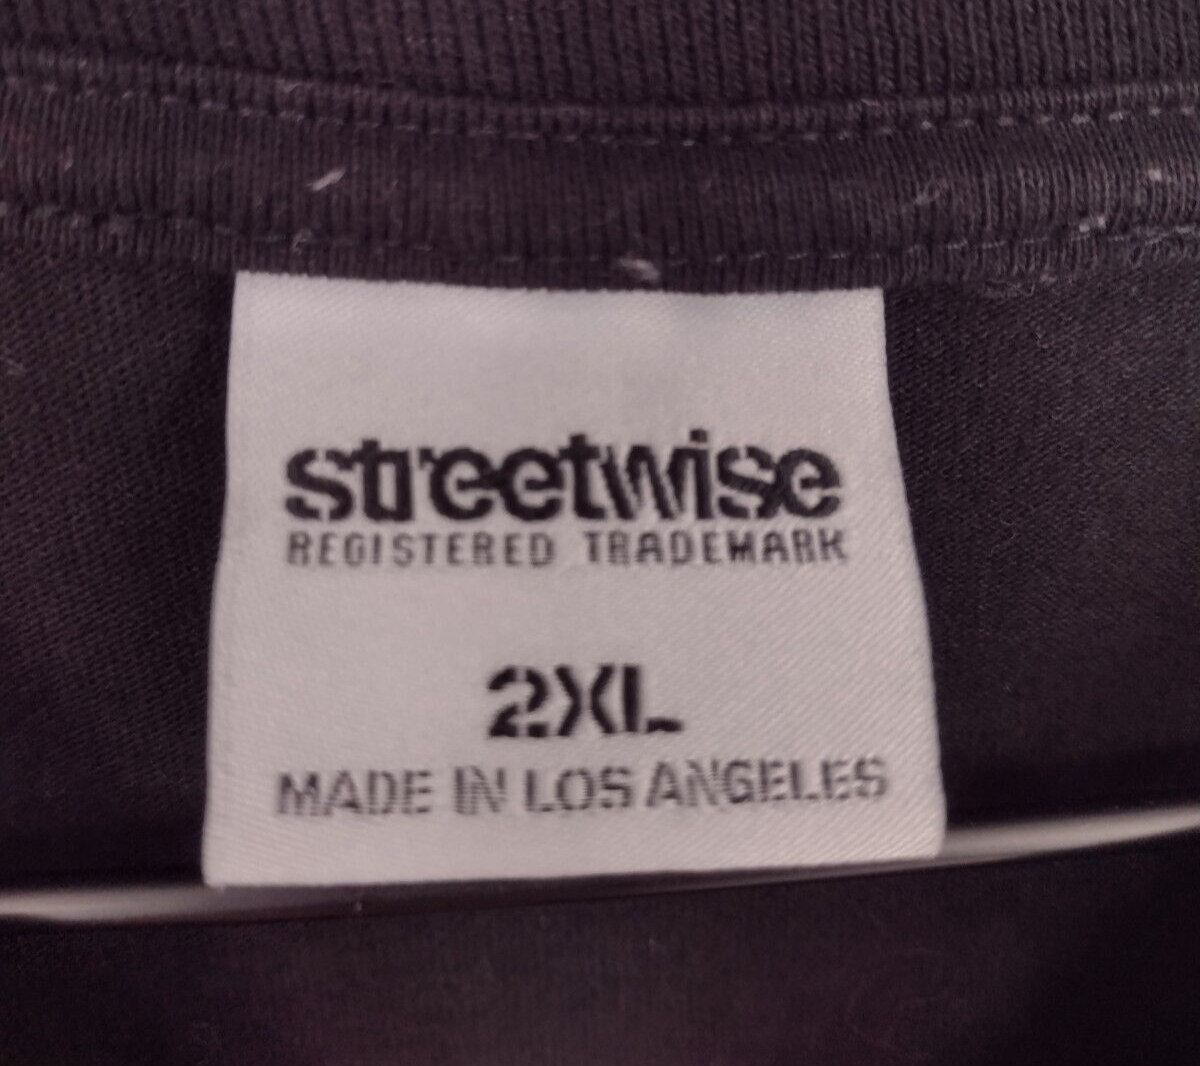 streetwise
REGISTERED TRADEMARK
2XL
MADE IN LOS ANGELES